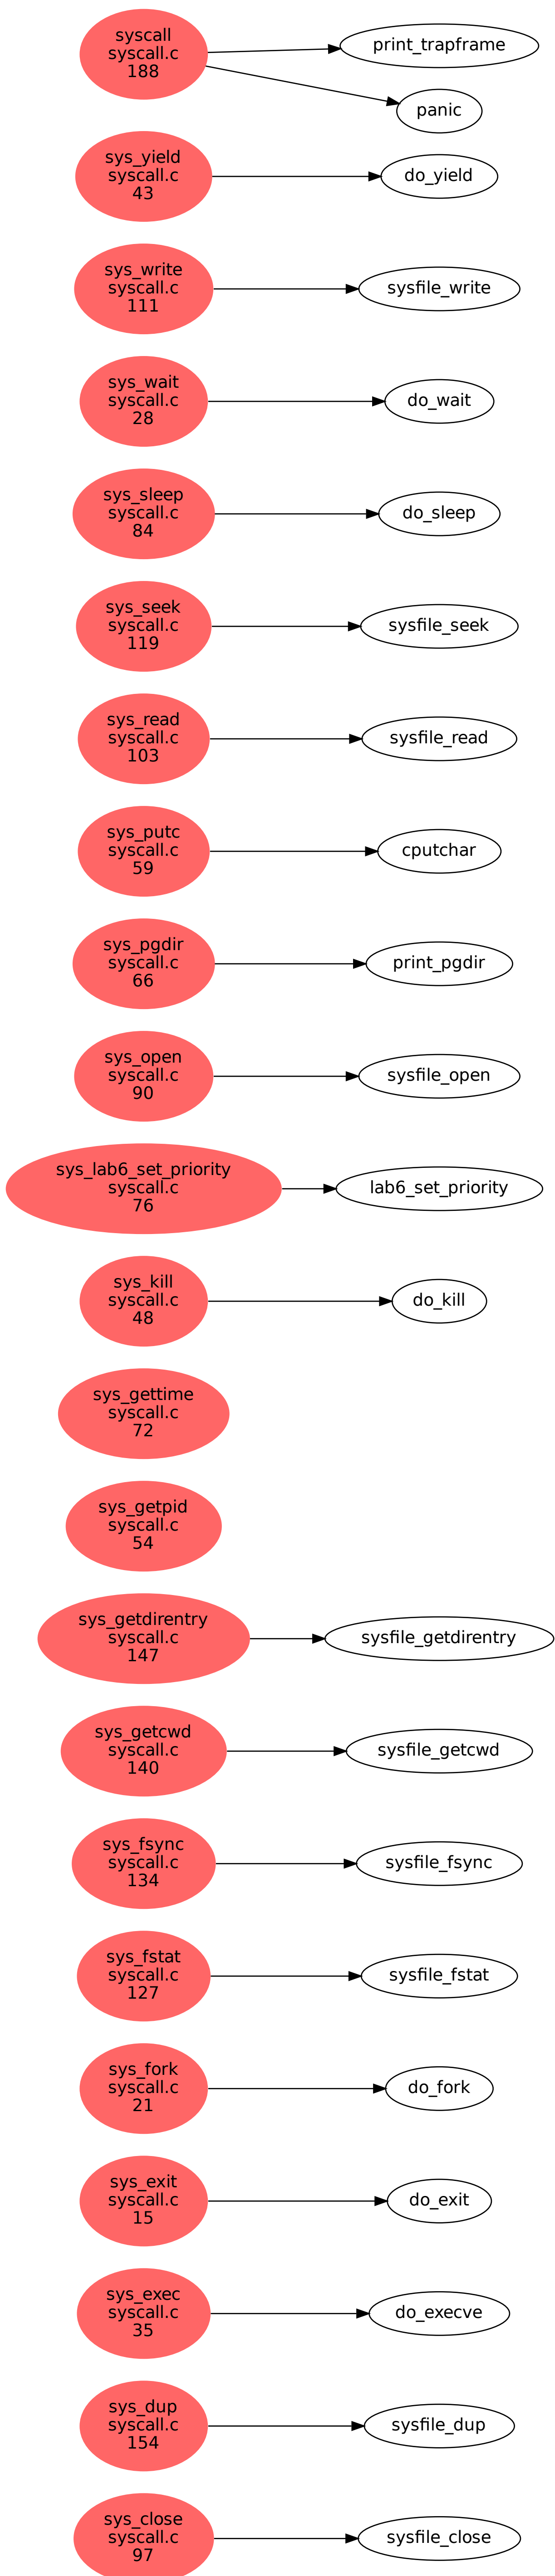 syscall
syscall.c
188
print_trapframe
panic
sys_yield
syscall.c
43
do_yield
sys_write
syscall.c
111
sysfile_write
sys_wait
syscall.c
28
do_wait
sys_sleep
syscall.c
84
do_sleep
sys_seek
syscall.c
119
sysfile_seek
sys_read
syscall.c
103
sysfile_read
sys_putc
syscall.c
59
cputchar
sys_pgdir
syscall.c
66
print_pgdir
sys_open
syscall.c
90
sysfile_open
sys_lab6_set_priority
syscall.c
76
lab6_set_priority
sys_kill
syscall.c
48
do_kill
sys_gettime
syscall.c
72
sys_getpid
syscall.c
54
sys_getdirentry
syscall.c
147
sysfile_getdirentry
sys_getcwd
syscall.c
140
sysfile_getcwd
sys_fsync
syscall.c
134
sysfile_fsync
sys_fstat
syscall.c
127
sysfile_fstat
sys_fork
syscall.c
21
do_fork
sys_exit
syscall.c
15
do_exit
sys_exec
syscall.c
35
do_execve
sys_dup
syscall.c
154
sysfile_dup
sys_close
syscall.c
97
sysfile_close